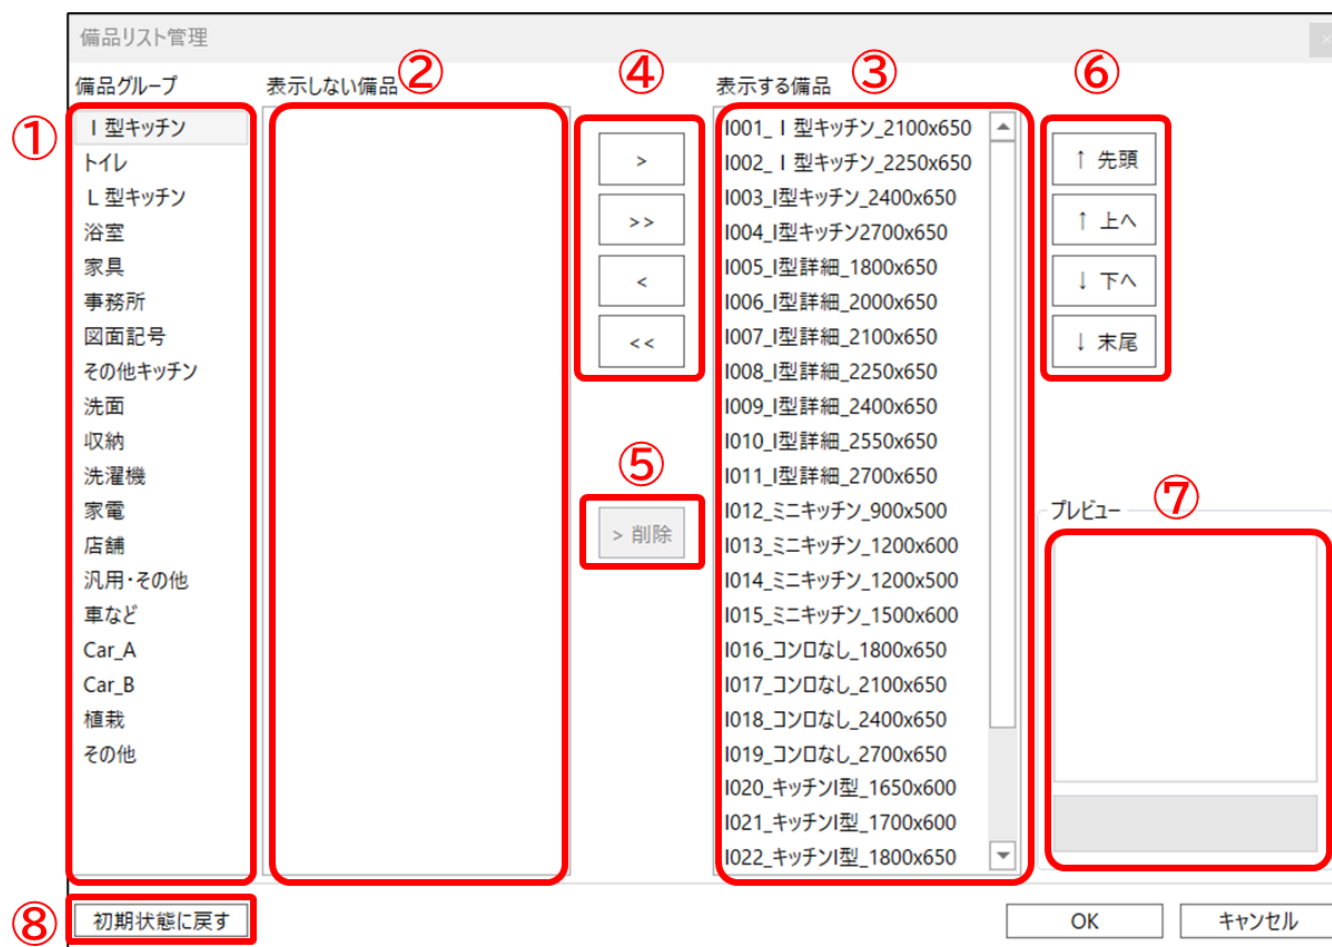 備品リスト管理
備品グループ
表示しない備品
②
④
表示する備品
③
⑥
①
Ⅰ型キッチン
トイレ
L型キッチン
浴室
家具
事務所
図面記号
その他キッチン
洗面
収納
洗濯機
家電
店舗
汎用・その他
車など
Car_A
Car_B
植栽
その他
>
>>
<
<<
⑤
> 削除
I001_Ⅰ型キッチン_2100x650
I002_Ⅰ型キッチン_2250x650
I003_I型キッチン_2400x650
I004_I型キッチン2700x650
I005_I型詳細_1800x650
I006_I型詳細_2000x650
I007_I型詳細_2100x650
I008_I型詳細_2250x650
I009_I型詳細_2400x650
I010_I型詳細_2550x650
I011_I型詳細_2700x650
I012_ミニキッチン_900x500
I013_ミニキッチン_1200x600
I014_ミニキッチン_1200x500
I015_ミニキッチン_1500x600
I016_コンロなし_1800x650
I017_コンロなし_2100x650
I018_コンロなし_2400x650
I019_コンロなし_2700x650
I020_キッチンI型_1650x600
I021_キッチンI型_1700x600
I022_キッチンI型_1800x650
↑ 先頭
↑ 上へ
↓ 下へ
↓ 末尾
プレビュー
⑦
⑧
初期状態に戻す
OK
キャンセル